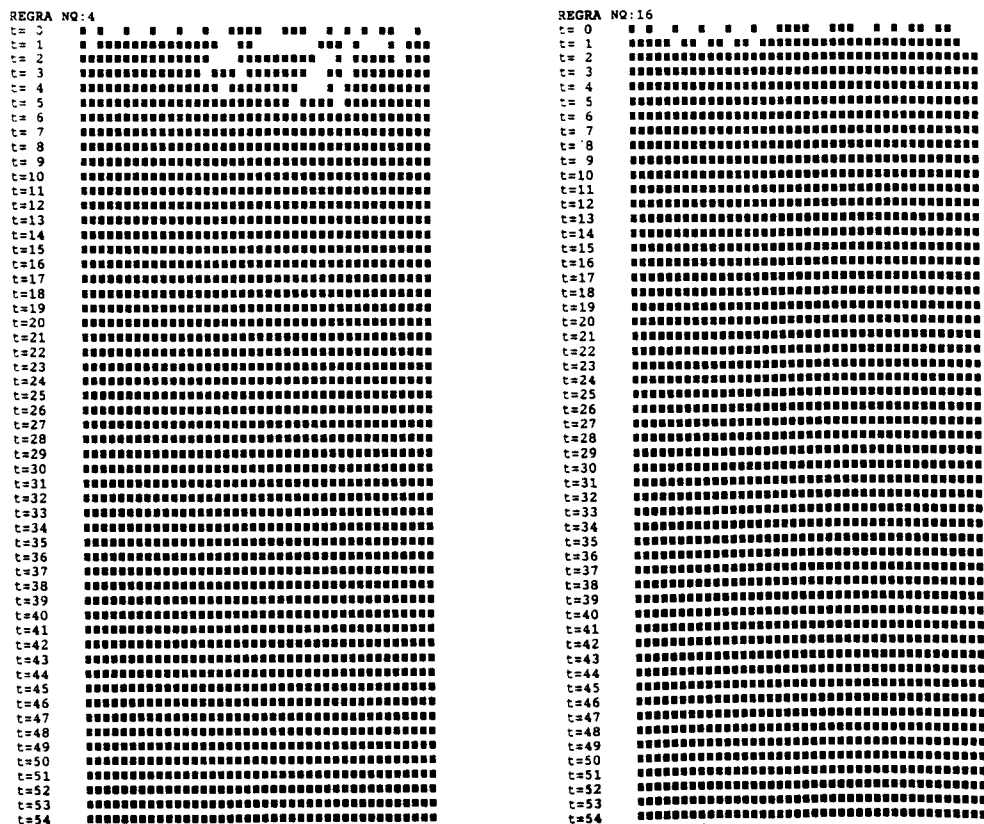 REGRA NQ:4
t= 0
t= 1
t= 2
t= 3
t= 4
t= 5
t= 6
t= 7
t= 8
t= 9
t=10
t=11
t=12
t=13
t=14
t=15
t=16
t=17
t=18
t=19
t=20
t=21
t=22
t=23
t=24
t=25
t=26
t=27
t=28
t=29
t=30
t=31
t=32
t=33
t=34
t=35
t=36
t=37
t=38
t=39
t=40
t=41
t=42
t=43
t=44
t=45
t=46
t=47
t=48
t=49
t=50
t=51
t=52
t=53
t=54
REGRA NQ:16
t= 0
t= 1
t= 2
t= 3
t= 4
t= 5
t= 6
t= 7
t= 8
t= 9
t=10
t=11
t=12
t=13
t=14
t=15
t=16
t=17
t=18
t=19
t=20
t=21
t=22
t=23
t=24
t=25
t=26
t=27
t=28
t=29
t=30
t=31
t=32
t=33
t=34
t=35
t=36
t=37
t=38
t=39
t=40
t=41
t=42
t=43
t=44
t=45
t=46
t=47
t=48
t=49
t=50
t=51
t=52
t=53
t=54